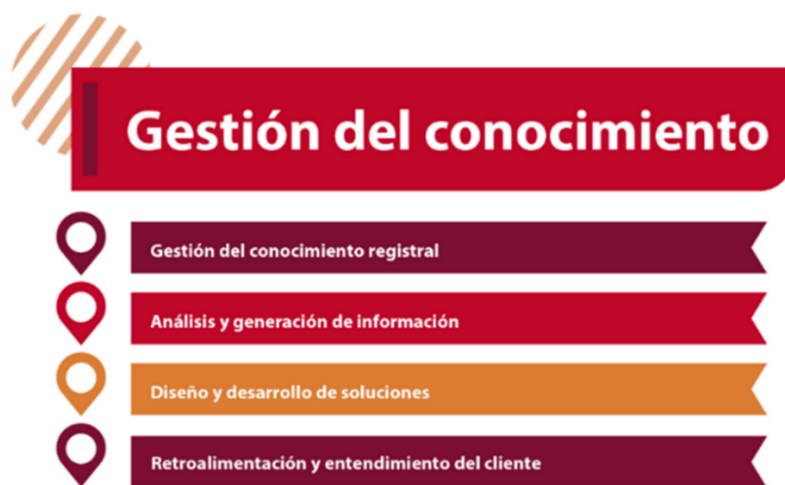 Gestión del conocimiento
Gestión del conocimiento registral
Análisis y generación de información
Diseño y desarrollo de soluciones
Retroalimentación y entendimiento del cliente